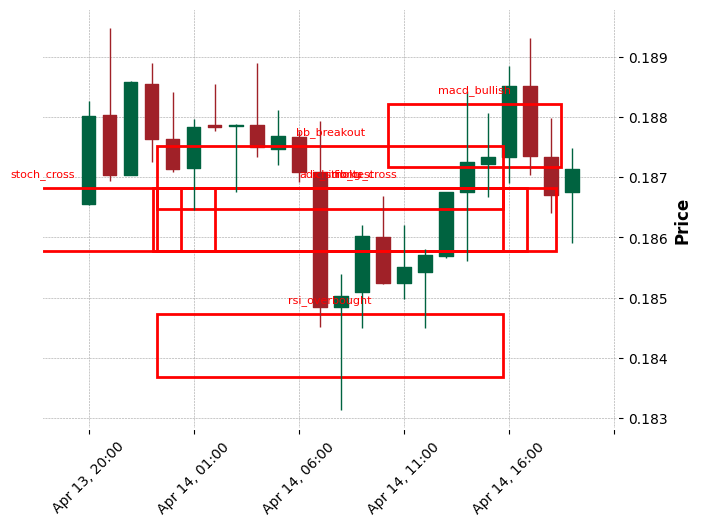 0.189
macd_bullish
0.188
bb_breakout
stoch_cross
0.187
0.186
Price
rsi_overbought
0.185
0.184
0.183
Apr 13, 20:00
Apr 14, 01:00
Apr 14, 06:00
Apr 14, 11:00
Apr 14, 16:00